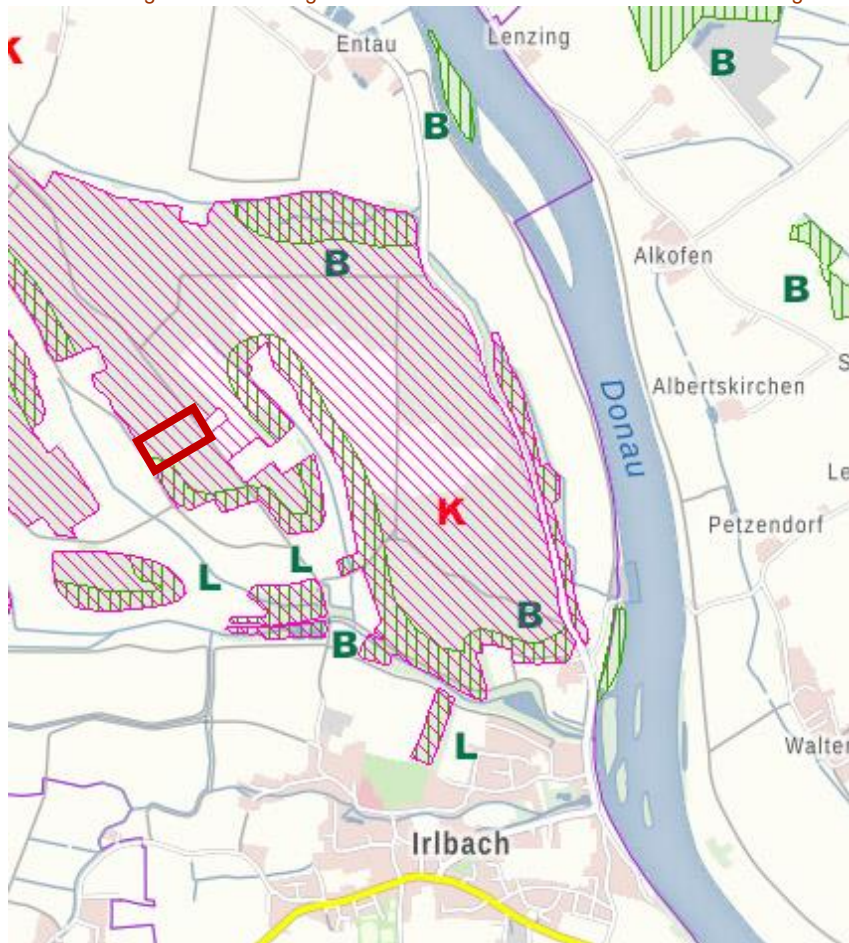 Entau
Lenzing
K
B
B
B
Alkofen
B
Donau
Albertskirchen
K
Petzendorf
L
L
B
B
L
Irlbach